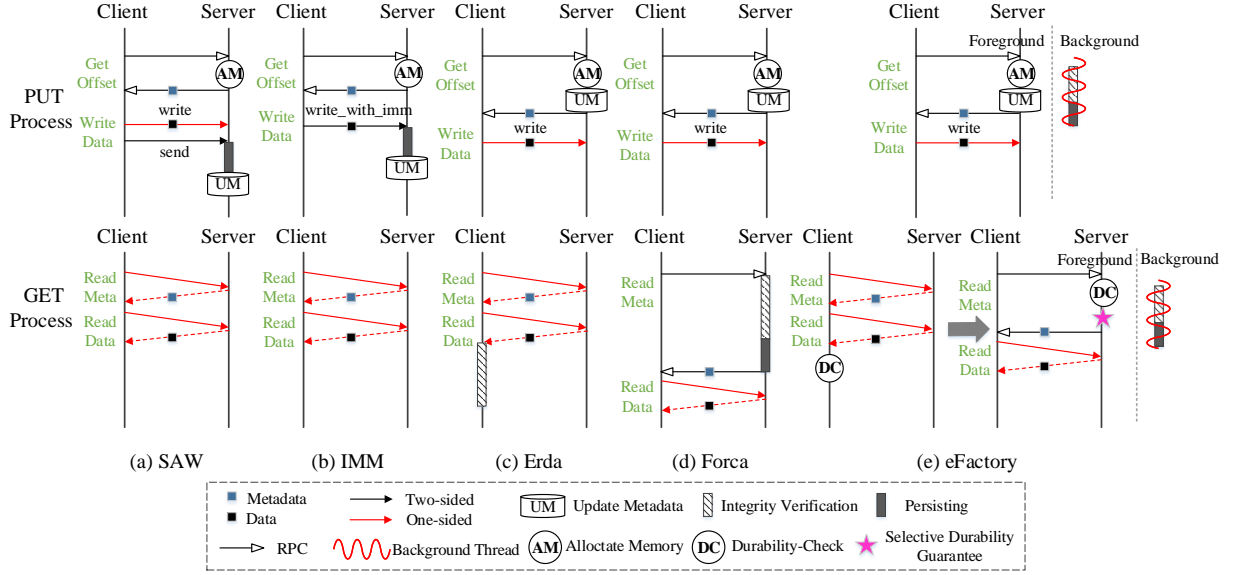 Client Server Client Server Client Server Client Server Client Server
Foreground Background
PUT
Process
Get
Offset
AM
write
Write
Data
send
UM
Get
Offset
AM
write_with_imm
Write
Data
UM
Get
Offset
AM
UM
write
Write
Data
Get
Offset
AM
UM
write
Write
Data
Get
Offset
AM
UM
write
Write
Data
Client Server Client Server Client Server Client Server Client Server Client Server
Foreground Background
GET
Process
Read
Meta
Read
Data
Read
Meta
Read
Data
Read
Meta
Read
Data
Read
Meta
Read
Data
Read
Meta
Read
Data
DC
Read
Meta
DC
Read
Data
(a) SAW (b) IMM (c) Erda (d) Forca (e) eFactory
Metadata Two-sided UM Update Metadata Integrity Verification Persisting
Data One-sided
RPC Background Thread AM Alloctate Memory DC Durability-Check Selective Durability
Guarantee